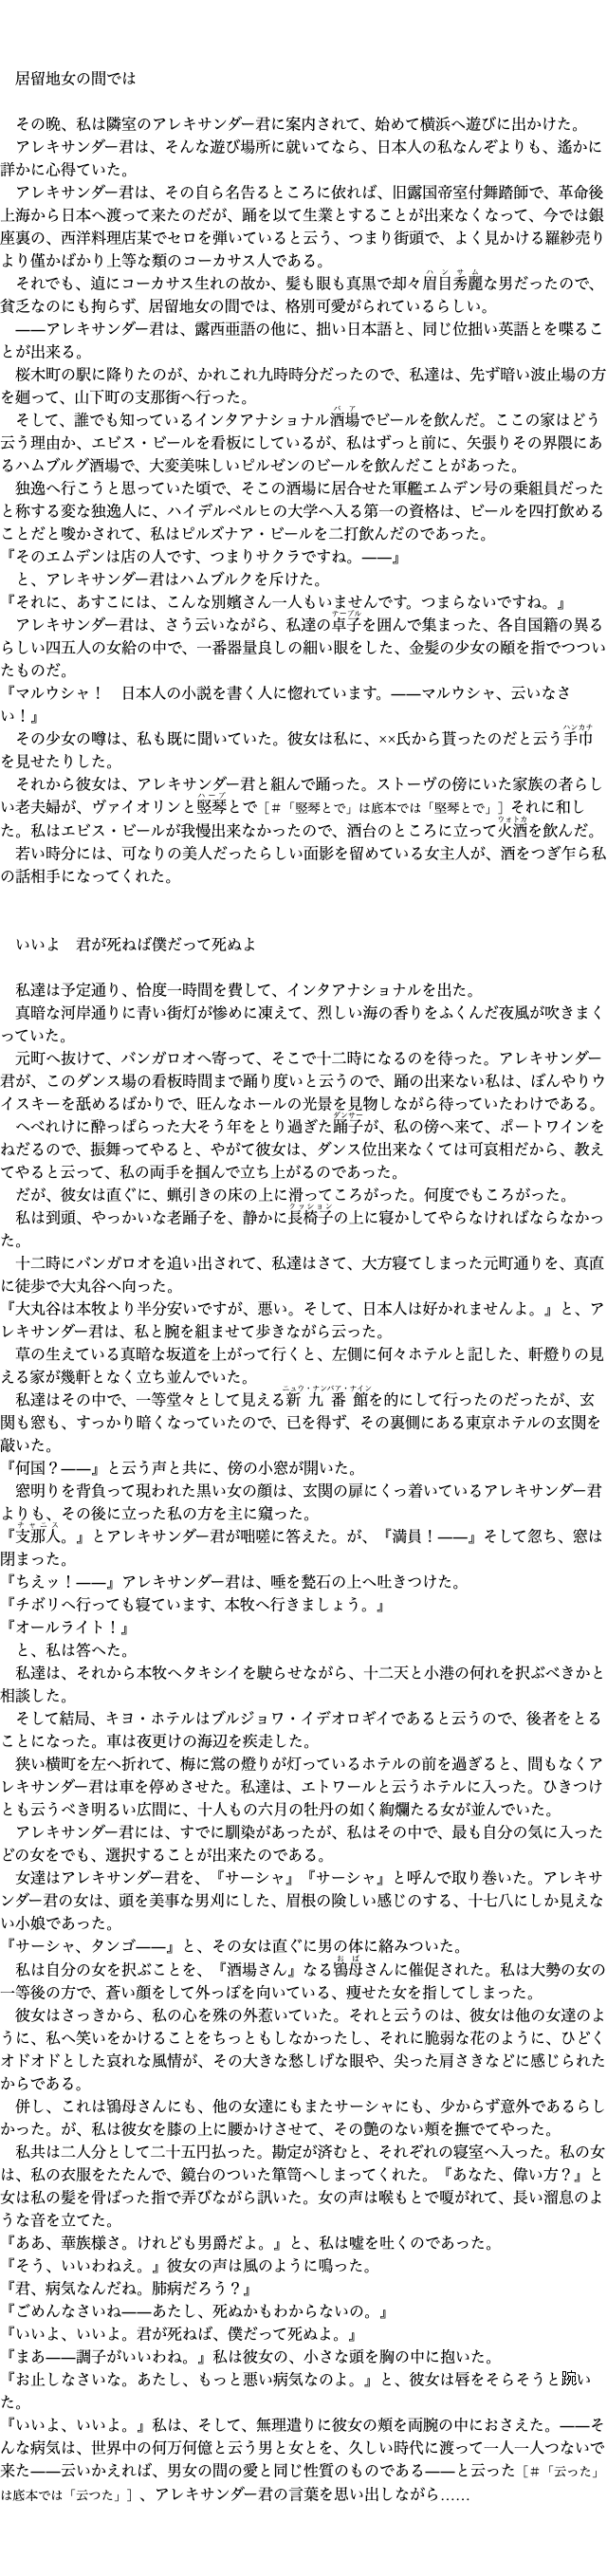 居留地女の間では
その晩、私は隣室のアレキサンダー君に案内されて、始めて横浜へ遊びに出かけた。
アレキサンダー君は、そんな遊び場所に就いてなら、日本人の私なんぞよりも、遙かに
詳かに心得ていた。
アレキサンダー君は、その自ら名告るところに依れば、旧露国帝室付舞踏師で、革命後
上海から日本へ渡って来たのだが、踊を以て生業とすることが出来なくなって、今では銀
座裏の、西洋料理店某でセロを弾いていると云う、つまり街頭で、よく見かける羅紗売り
より僅かばかり上等な類のコーカサス人である。
それでも、遉にコーカサス生れの故か、髪も眼も真黒で却々眉目秀麗ハンサムな男だったので、
貧乏なのにも拘らず、居留地女の間では、格別可愛がられているらしい。
――アレキサンダー君は、露西亜語の他に、拙い日本語と、同じ位拙い英語とを喋るこ
とが出来る。
桜木町の駅に降りたのが、かれこれ九時時分だったので、私達は、先ず暗い波止場の方
を廻って、山下町の支那街へ行った。
そして、誰でも知っているインタアナショナル酒場バアでビールを飲んだ。ここの家はどう
云う理由か、エビス・ビールを看板にしているが、私はずっと前に、矢張りその界隈にあ
るハムブルグ酒場で、大変美味しいピルゼンのビールを飲んだことがあった。
独逸へ行こうと思っていた頃で、そこの酒場に居合せた軍艦エムデン号の乗組員だった
と称する変な独逸人に、ハイデルベルヒの大学へ入る第一の資格は、ビールを四打飲める
ことだと唆かされて、私はピルズナア・ビールを二打飲んだのであった。
『そのエムデンは店の人です、つまりサクラですね。――』
と、アレキサンダー君はハムブルクを斥けた。
『それに、あすこには、こんな別嬪さん一人もいませんです。つまらないですね。』
アレキサンダー君は、さう云いながら、私達の卓子テーブルを囲んで集まった、各自国籍の異る
らしい四五人の女給の中で、一番器量良しの細い眼をした、金髪の少女の頤を指でつつい
たものだ。
『マルウシャ！　日本人の小説を書く人に惚れています。――マルウシャ、云いなさ
い！』
その少女の噂は、私も既に聞いていた。彼女は私に、××氏から貰ったのだと云う手巾ハンカチ
を見せたりした。
それから彼女は、アレキサンダー君と組んで踊った。ストーヴの傍にいた家族の者らし
い老夫婦が、ヴァイオリンと竪琴ハープとで［＃「竪琴とで」は底本では「堅琴とで」］それに和し
た。私はエビス・ビールが我慢出来なかったので、酒台のところに立って火酒ウォトカを飲んだ。
若い時分には、可なりの美人だったらしい面影を留めている女主人が、酒をつぎ乍ら私
の話相手になってくれた。
いいよ　君が死ねば僕だって死ぬよ
私達は予定通り、恰度一時間を費して、インタアナショナルを出た。
真暗な河岸通りに青い街灯が惨めに凍えて、烈しい海の香りをふくんだ夜風が吹きまく
っていた。
元町へ抜けて、バンガロオへ寄って、そこで十二時になるのを待った。アレキサンダー
君が、このダンス場の看板時間まで踊り度いと云うので、踊の出来ない私は、ぼんやりウ
イスキーを舐めるばかりで、旺んなホールの光景を見物しながら待っていたわけである。
へべれけに酔っぱらった大そう年をとり過ぎた踊子ダンサーが、私の傍へ来て、ポートワインを
ねだるので、振舞ってやると、やがて彼女は、ダンス位出来なくては可哀相だから、教え
てやると云って、私の両手を掴んで立ち上がるのであった。
だが、彼女は直ぐに、蝋引きの床の上に滑ってころがった。何度でもころがった。
私は到頭、やっかいな老踊子を、静かに長椅子クァションの上に寝かしてやらなければならなかっ
た。
十二時にバンガロオを追い出されて、私達はさて、大方寝てしまった元町通りを、真直
に徒歩で大丸谷へ向った。
『大丸谷は本牧より半分安いですが、悪い。そして、日本人は好かれませんよ。』と、ア
レキサンダー君は、私と腕を組ませて歩きながら云った。
草の生えている真暗な坂道を上がって行くと、左側に何々ホテルと記した、軒燈りの見
える家が幾軒となく立ち並んでいた。
私達はその中で、一等堂々として見える新九番館ニュウ・ナンバア・ナインを的にして行ったのだったが、玄
関も窓も、すっかり暗くなっていたので、已を得ず、その裏側にある東京ホテルの玄関を
敲いた。
『何国？――』と云う声と共に、傍の小窓が開いた。
窓明りを背負って現われた黒い女の顔は、玄関の扉にくっ着いているアレキサンダー君
よりも、その後に立った私の方を主に窺った。
『支那人チャニス。』とアレキサンダー君が咄嗟に答えた。が、『満員！――』そして忽ち、窓は
閉まった。
『ちえッ！――』アレキサンダー君は、唾を甃石の上へ吐きつけた。
『チボリへ行っても寝ています、本牧へ行きましょう。』
『オールライト！』
と、私は答へた。
私達は、それから本牧へタキシイを駛らせながら、十二天と小港の何れを択ぶべきかと
相談した。
そして結局、キヨ・ホテルはブルジョワ・イデオロギイであると云うので、後者をとる
ことになった。車は夜更けの海辺を疾走した。
狭い横町を左へ折れて、梅に鶯の燈りが灯っているホテルの前を過ぎると、間もなくア
レキサンダー君は車を停めさせた。私達は、エトワールと云うホテルに入った。ひきつけ
とも云うべき明るい広間に、十人もの六月の牡丹の如く絢爛たる女が並んでいた。
アレキサンダー君には、すでに馴染があったが、私はその中で、最も自分の気に入った
どの女をでも、選択することが出来たのである。
女達はアレキサンダー君を、『サーシャ』『サーシャ』と呼んで取り巻いた。アレキサ
ンダー君の女は、頭を美事な男刈にした、眉根の険しい感じのする、十七八にしか見えな
い小娘であった。
『サーシャ、タンゴ――』と、その女は直ぐに男の体に絡みついた。
私は自分の女を択ぶことを、『酒場さん』なる鴇母おばさんに催促された。私は大勢の女の
一等後の方で、蒼い顔をして外っぽを向いている、痩せた女を指してしまった。
彼女はさっきから、私の心を殊の外惹いていた。それと云うのは、彼女は他の女達のよ
うに、私へ笑いをかけることをちっともしなかったし、それに脆弱な花のように、ひどく
オドオドとした哀れな風情が、その大きな愁しげな眼や、尖った肩さきなどに感じられた
からである。
併し、これは鴇母さんにも、他の女達にもまたサーシャにも、少からず意外であるらし
かった。が、私は彼女を膝の上に腰かけさせて、その艶のない頬を撫でてやった。
私共は二人分として二十五円払った。勘定が済むと、それぞれの寝室へ入った。私の女
は、私の衣服をたたんで、鏡台のついた箪笥へしまってくれた。『あなた、偉い方？』と
女は私の髪を骨ばった指で弄びながら訊いた。女の声は喉もとで嗄がれて、長い溜息のよ
うな音を立てた。
『ああ、華族様さ。けれども男爵だよ。』と、私は嘘を吐くのであった。
『そう、いいわねえ。』彼女の声は風のように鳴った。
『君、病気なんだね。肺病だろう？』
『ごめんなさいね――あたし、死ぬかもわからないの。』
『いいよ、いいよ。君が死ねば、僕だって死ぬよ。』
『まあ――調子がいいわね。』私は彼女の、小さな頭を胸の中に抱いた。
『お止しなさいな。あたし、もっと悪い病気なのよ。』と、彼女は唇をそらそうと踠い
た。
『いいよ、いいよ。』私は、そして、無理遣りに彼女の頬を両腕の中におさえた。――そ
んな病気は、世界中の何万何億と云う男と女とを、久しい時代に渡って一人一人つないで
来た――云いかえれば、男女の間の愛と同じ性質のものである――と云った［＃「云った」
は底本では「云つた」］、アレキサンダー君の言葉を思い出しながら……